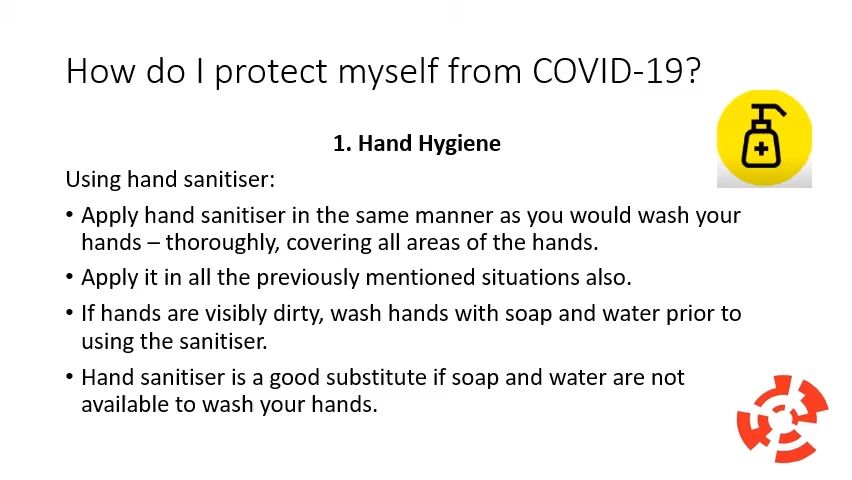 How do I protect myself from COVID-19?
1. Hand Hygiene
Using hand sanitiser:
• Apply hand sanitiser in the same manner as you would wash your
hands – thoroughly, covering all areas of the hands.
• Apply it in all the previously mentioned situations also.
• If hands are visibly dirty, wash hands with soap and water prior to
using the sanitiser.
• Hand sanitiser is a good substitute if soap and water are not
available to wash your hands.